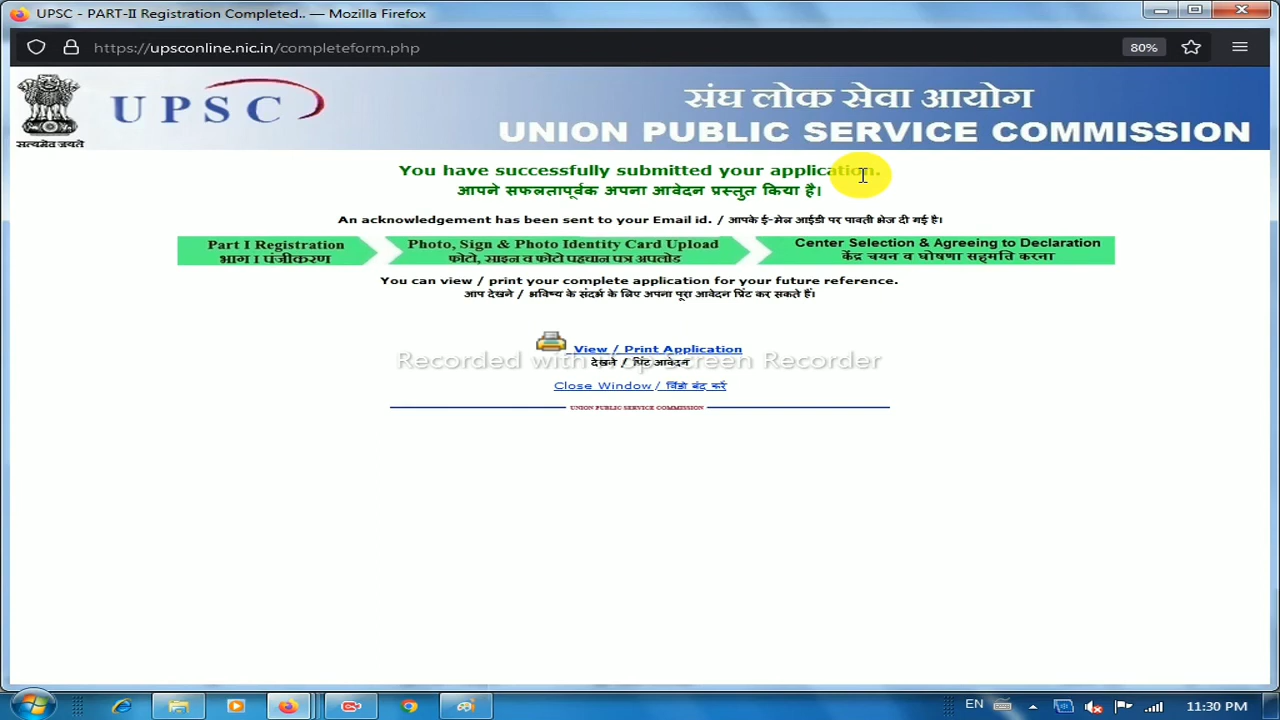 UPSC - PART-II Registration Completed.. — Mozilla Firefox
https://upsconline.nic.in/completeform.php
80%
सत्यमेव जयते
UPSC
संघ लोक सेवा आयोग
UNION PUBLIC SERVICE COMMISSION
You have successfully submitted your application.
आपने सफलतापूर्वक अपना आवेदन प्रस्तुत किया है।
An acknowledgement has been sent to your Email id. / आपके ई-मेल आईडी पर पावती भेज दी गई है।
Part I Registration
भाग I पंजीकरण
Photo, Sign & Photo Identity Card Upload
फोटो, साइन व फोटो पहचान पत्र अपलोड
Center Selection & Agreeing to Declaration
केंद्र चयन व घोषणा सहमति करना
You can view / print your complete application for your future reference.
आप देखने / भविष्य के संदर्भ के लिए अपना पूरा आवेदन प्रिंट कर सकते हैं।
View / Print Application
देखने / प्रिंट आवेदन
Recorded with Screen Recorder
Close Window / विंडो बंद करें
UNION PUBLIC SERVICE COMMISSION
EN
11:30 PM